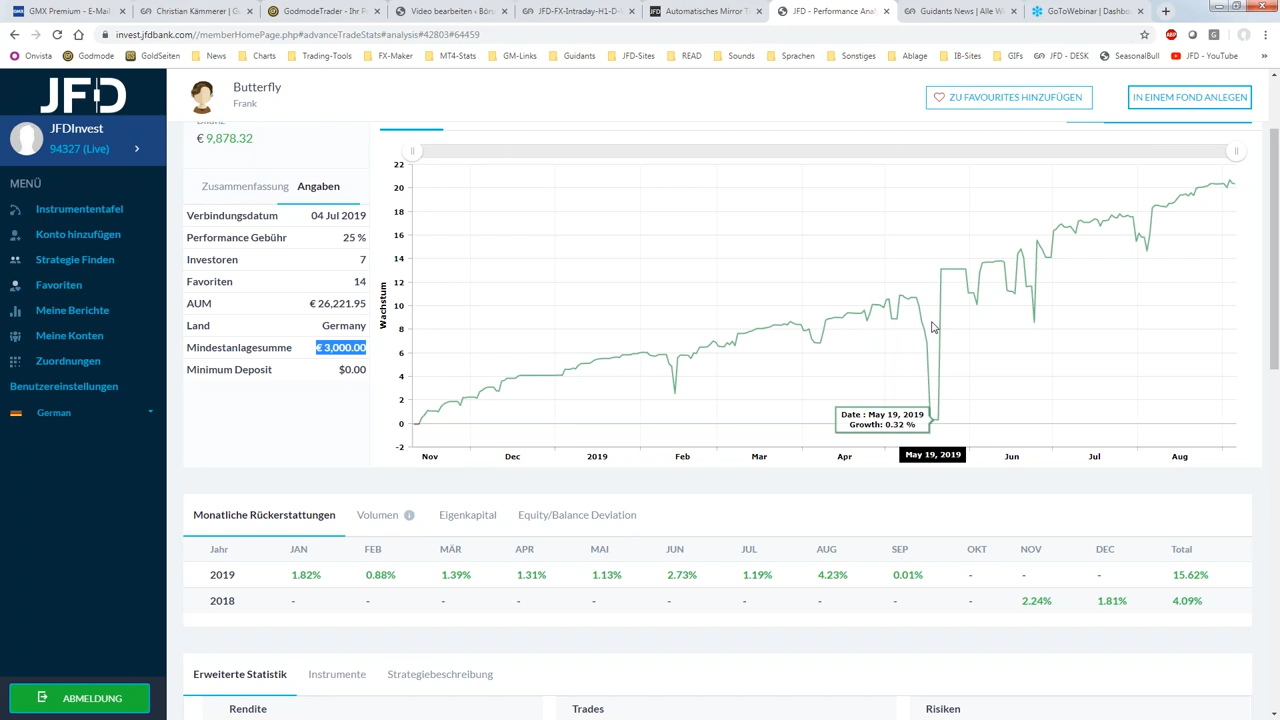 GMX Premium - E-Mail
Christian Kämmerer | G
GodmodeTrader - Ihr P
Video bearbeiten • Börs
JFD-FX-Intraday-H1-D-
Automatisches Mirror T
JFD - Performance Anal
Guidants News | Alle W
GoToWebinar | Dashbo
invest.jfdbank.com//memberHomePage.php#advanceTradeStats#analysis#42803#64459
Onvista
Godmode
GoldSeiten
News
Charts
Trading-Tools
FX-Maker
MT4-Stats
GM-Links
Guidants
JFD-Sites
READ
Sounds
Sprachen
Sonstiges
Ablage
IB-Sites
GIFs
JFD - DESK
SeasonalBull
JFD - YouTube
»
JFD
JFDInvest
94327 (Live)
MENÜ
Instrumententafel
Konto hinzufügen
Strategie Finden
Favoriten
Meine Berichte
Meine Konten
Zuordnungen
Benutzereinstellungen
German
ABMELDUNG
Butterfly
Frank
ZU FAVOURITES HINZUFÜGEN
IN EINEM FOND ANLEGEN
Bilanz
€ 9,878.32
Zusammenfassung Angaben
Verbindungsdatum 04 Jul 2019
Performance Gebühr 25 %
Investoren 7
Favoriten 14
AUM € 26,221.95
Land Germany
Mindestanlagesumme € 3,000.00
Minimum Deposit $0.00
Wachstum
22
20
18
16
14
12
10
8
6
4
2
0
-2
Date : May 19, 2019
Growth: 0.32 %
Nov Dec 2019 Feb Mar Apr May 19, 2019 Jun Jul Aug
Monatliche Rückerstattungen Volumen Eigenkapital Equity/Balance Deviation
Jahr JAN FEB MÄR APR MAI JUN JUL AUG SEP OKT NOV DEC Total
2019 1.82% 0.88% 1.39% 1.31% 1.13% 2.73% 1.19% 4.23% 0.01% - - - 15.62%
2018 - - - - - - - - - - 2.24% 1.81% 4.09%
Erweiterte Statistik Instrumente Strategiebeschreibung
Rendite Trades Risiken